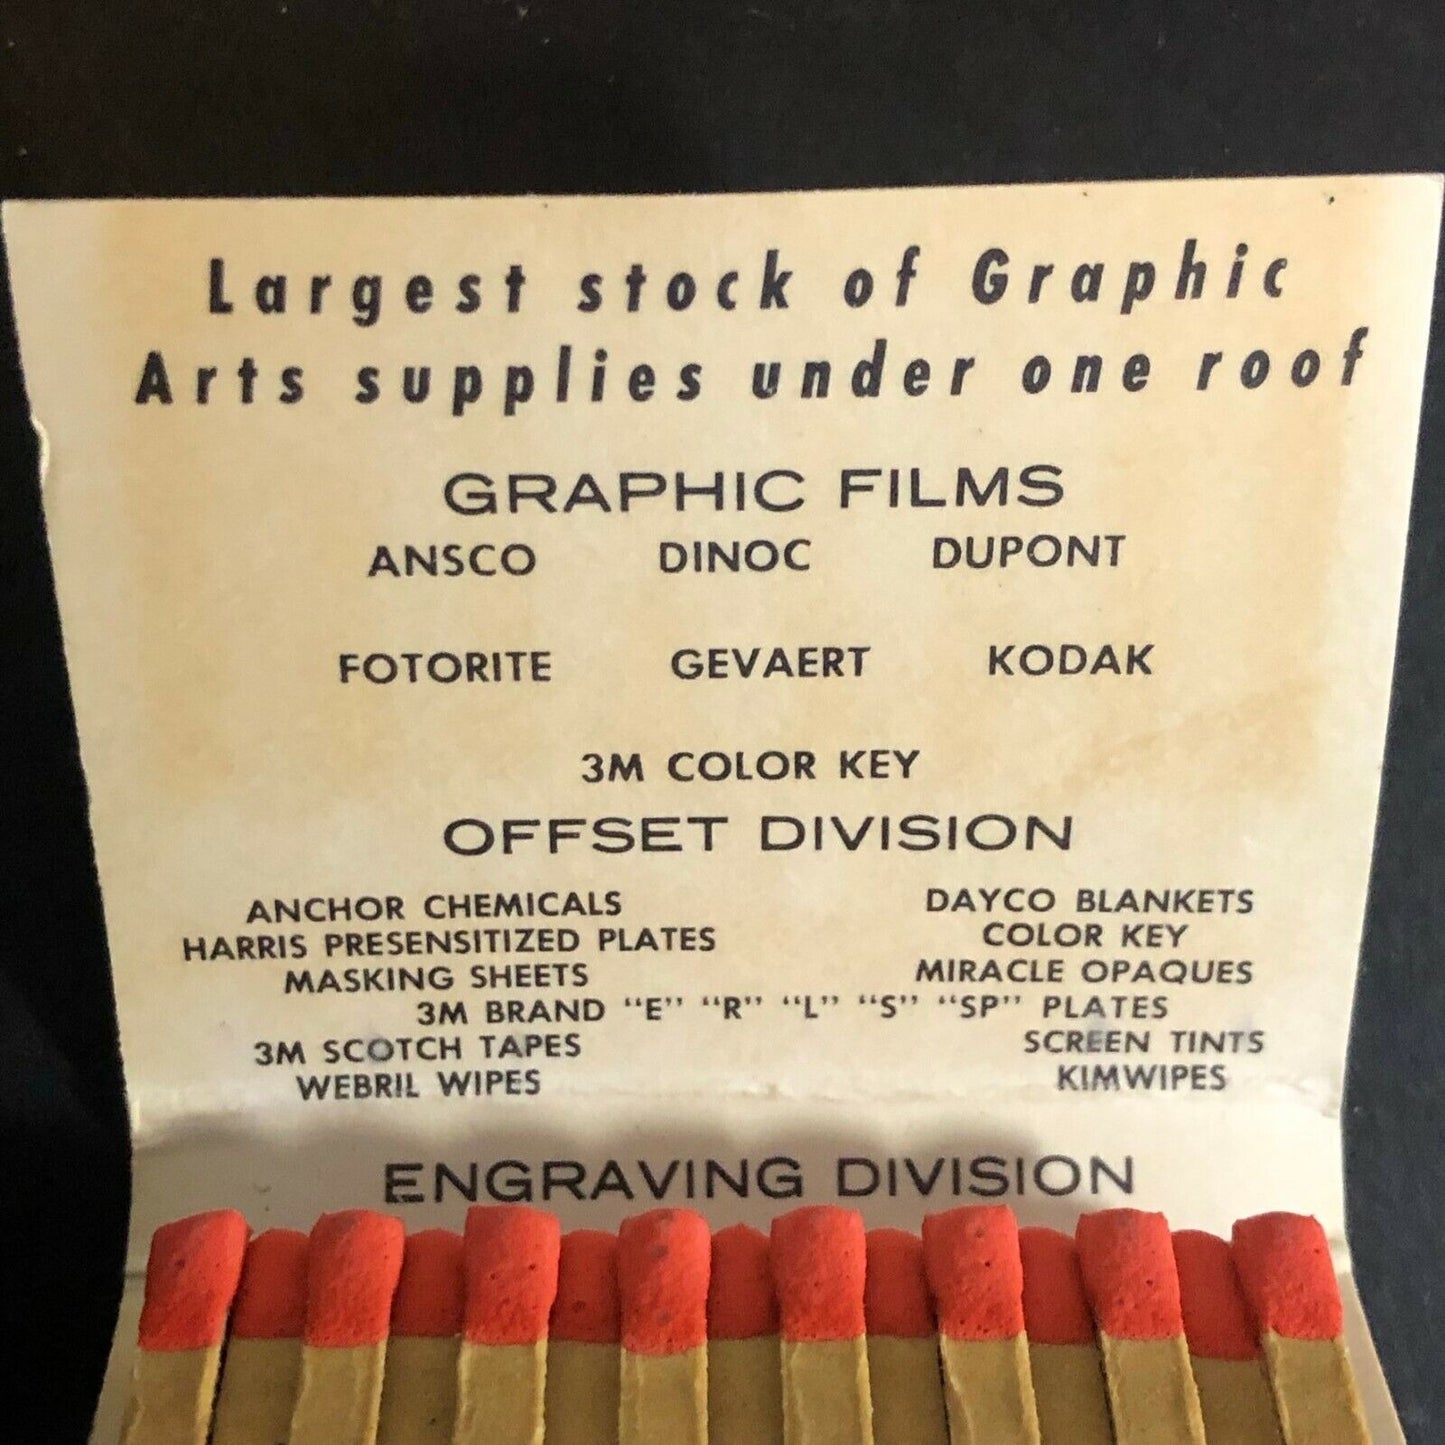 Largest stock of Graphic
Arts supplies under one roof
GRAPHIC FILMS
ANSCO DINOC DUPONT
FOTORITE GEVAERT KODAK
3M COLOR KEY
OFFSET DIVISION
ANCHOR CHEMICALS DAYCO BLANKETS
HARRIS PRESENSITIZED PLATES COLOR KEY
MASKING SHEETS MIRACLE OPAQUES
3M BRAND "E" "R" "L" "S" "SP" PLATES
3M SCOTCH TAPES SCREEN TINTS
WEBRIL WIPES KIMWIPES
ENGRAVING DIVISION